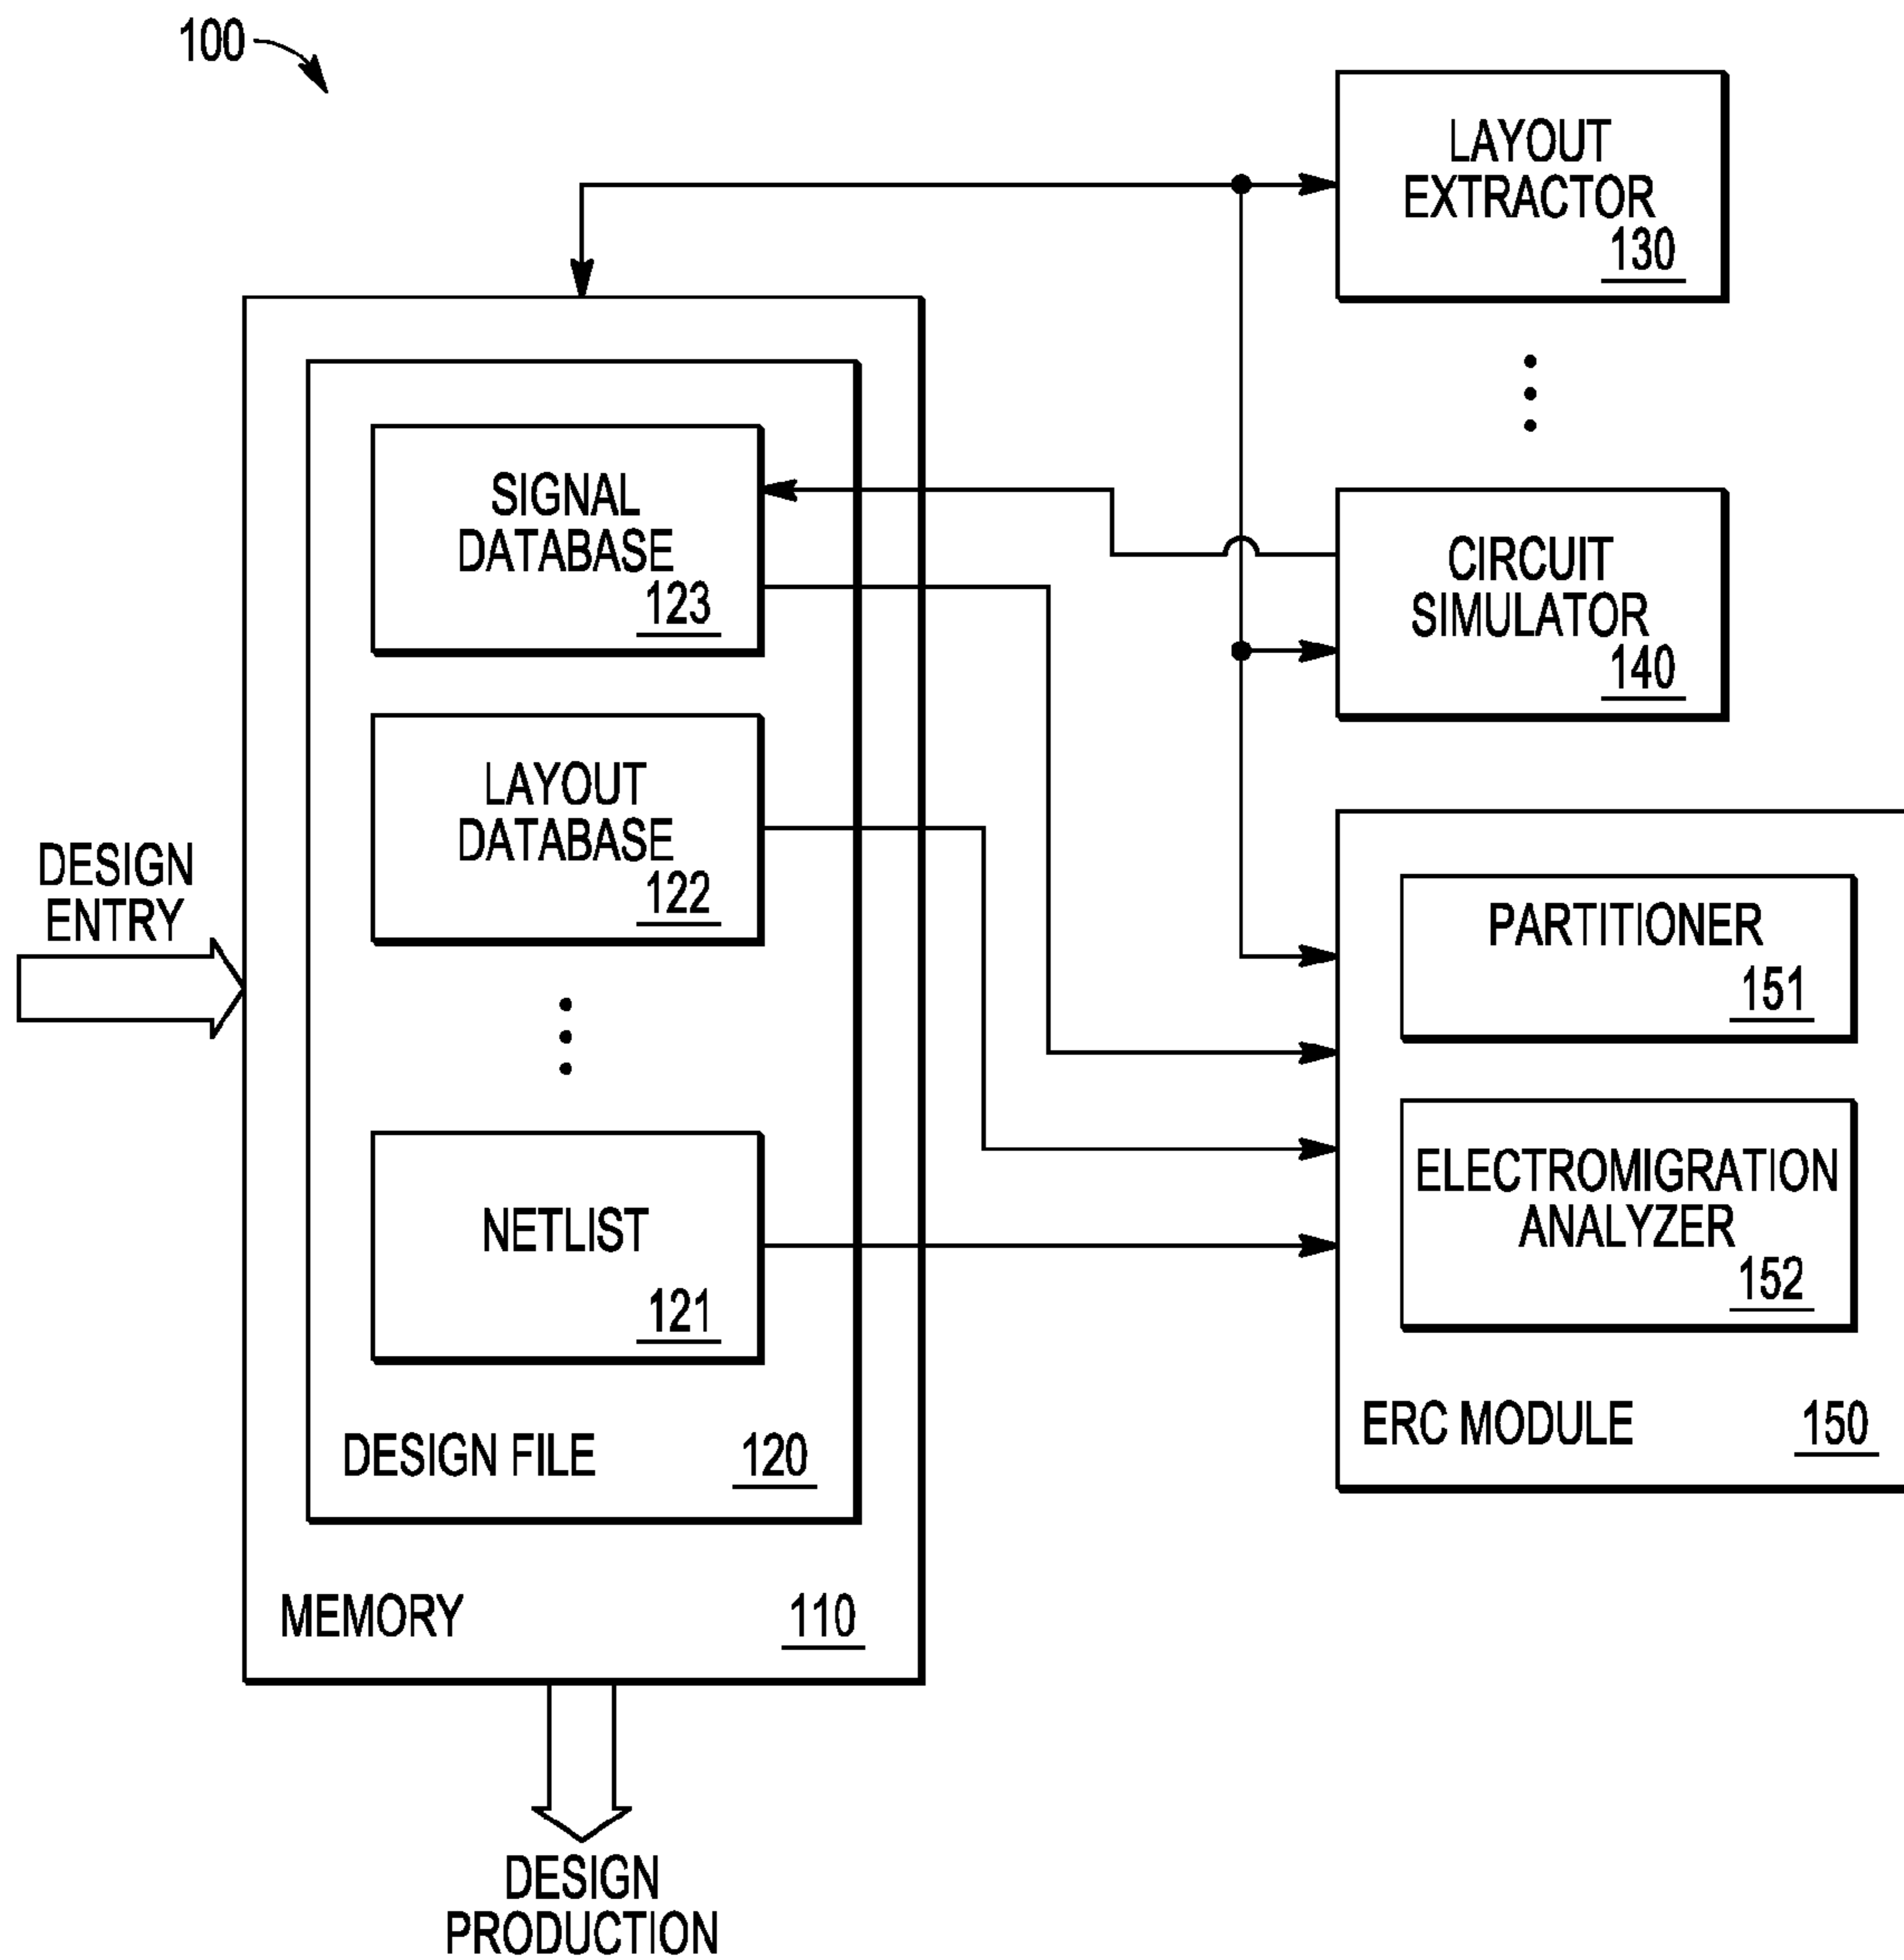 100
LAYOUT
EXTRACTOR
130
SIGNAL
DATABASE
123
CIRCUIT
SIMULATOR
140
LAYOUT
DATABASE
122
DESIGN
ENTRY
PARTITIONER
151
ELECTROMIGRATION
ANALYZER
152
NETLIST
121
ERC MODULE 150
DESIGN FILE 120
MEMORY 110
DESIGN
PRODUCTION